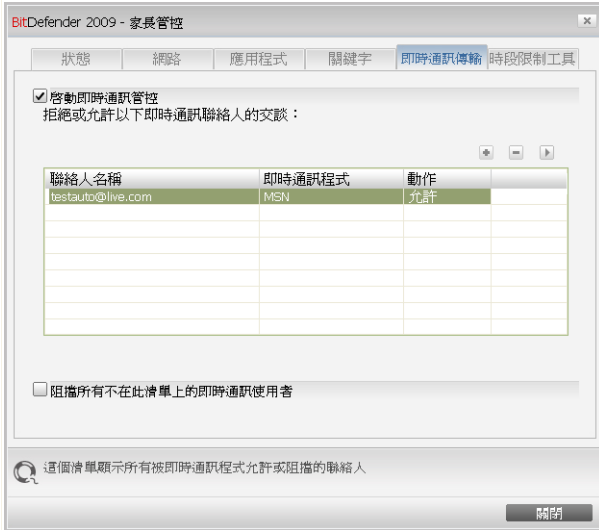 BitDefender 2009 - 家長管控
狀態 網路 應用程式 關鍵字 即時通訊傳輸 時段限制工具
啓動即時通訊管控
拒絕或允許以下即時通訊聯絡人的交談：
聯絡人名稱 即時通訊程式 動作
testauto@live.com MSN 允許
阻擋所有不在此清單上的即時通訊使用者
這個清單顯示所有被即時通訊程式允許或阻擋的聯絡人
關閉